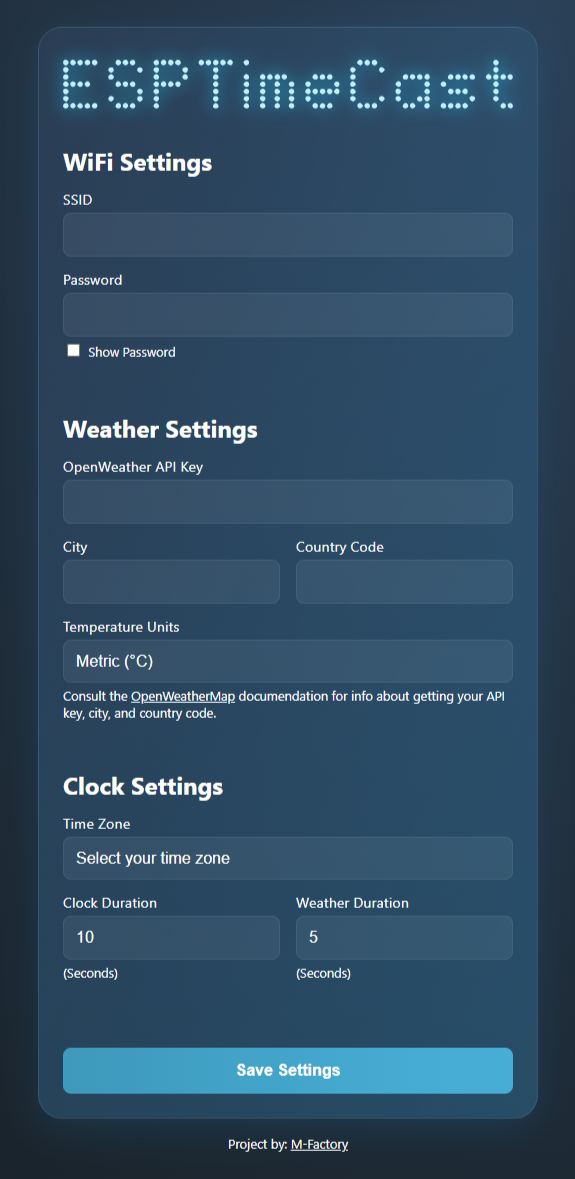 ESPTimeCast
WiFi Settings
SSID
Password
Show Password
Weather Settings
OpenWeather API Key
City
Country Code
Temperature Units
Metric (°C)
Consult the OpenWeatherMap documendation for info about getting your API
key, city, and country code.
Clock Settings
Time Zone
Select your time zone
Clock Duration
Weather Duration
10
5
(Seconds)
(Seconds)
Save Settings
Project by: M-Factory